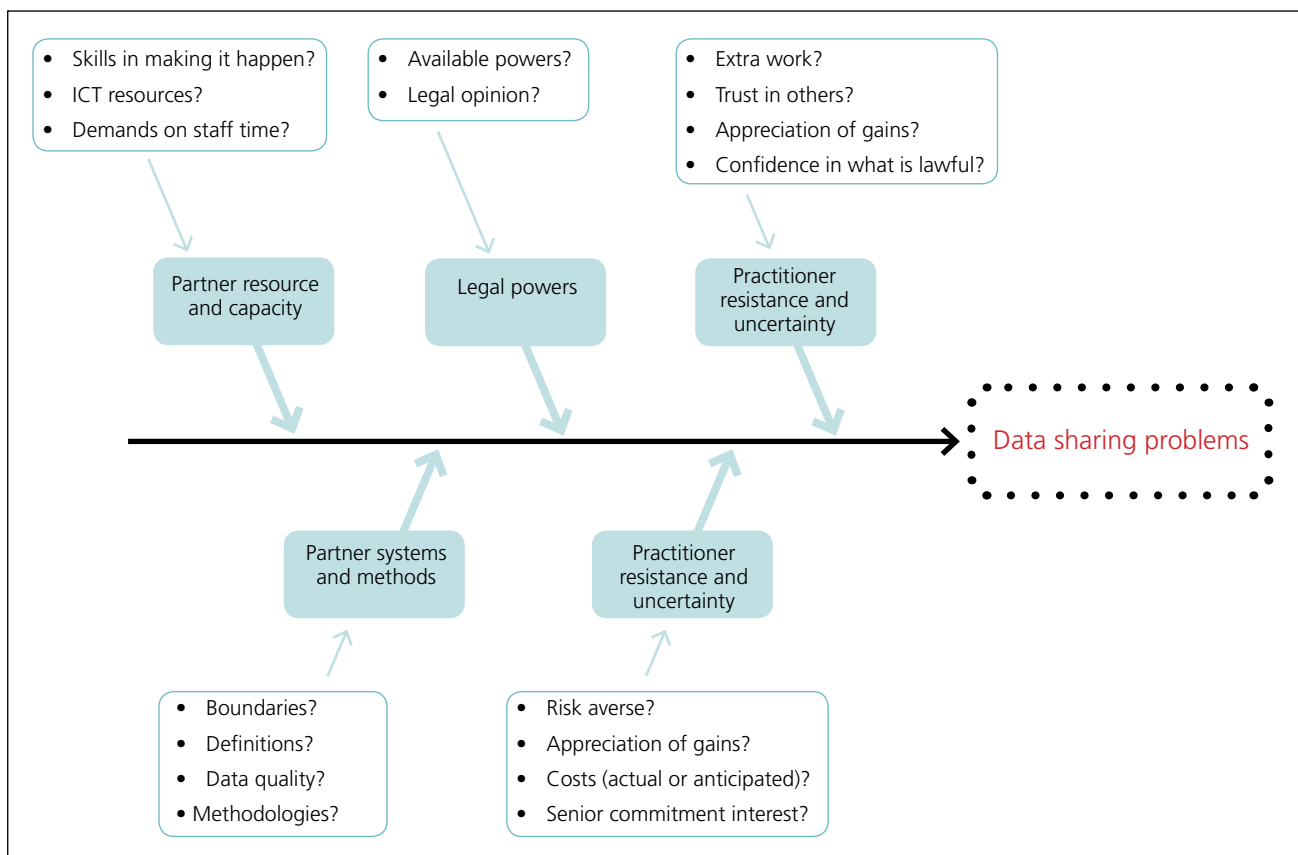 • Skills in making it happen?
• ICT resources?
• Demands on staff time?
• Available powers?
• Legal opinion?
• Extra work?
• Trust in others?
• Appreciation of gains?
• Confidence in what is lawful?
Partner resource
and capacity
Legal powers
Practitioner
resistance and
uncertainty
Data sharing problems
Partner systems
and methods
Practitioner
resistance and
uncertainty
• Boundaries?
• Definitions?
• Data quality?
• Methodologies?
• Risk averse?
• Appreciation of gains?
• Costs (actual or anticipated)?
• Senior commitment interest?